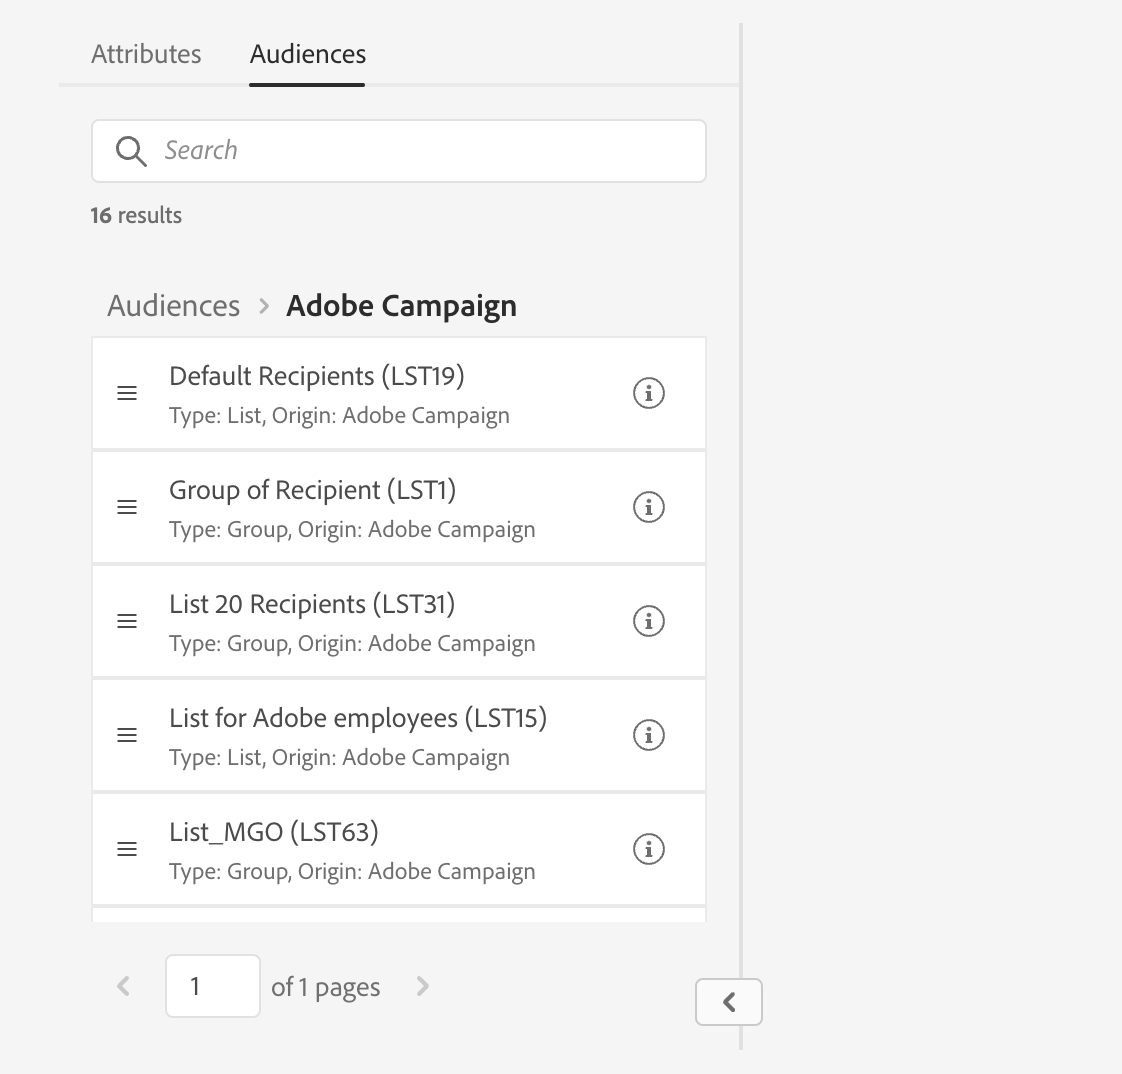 Attributes Audiences
Search
16 results
Audiences > Adobe Campaign
Default Recipients (LST19)
Type: List, Origin: Adobe Campaign
Group of Recipient (LST1)
Type: Group, Origin: Adobe Campaign
List 20 Recipients (LST31)
Type: Group, Origin: Adobe Campaign
List for Adobe employees (LST15)
Type: List, Origin: Adobe Campaign
List_MGO (LST63)
Type: Group, Origin: Adobe Campaign
1 of 1 pages